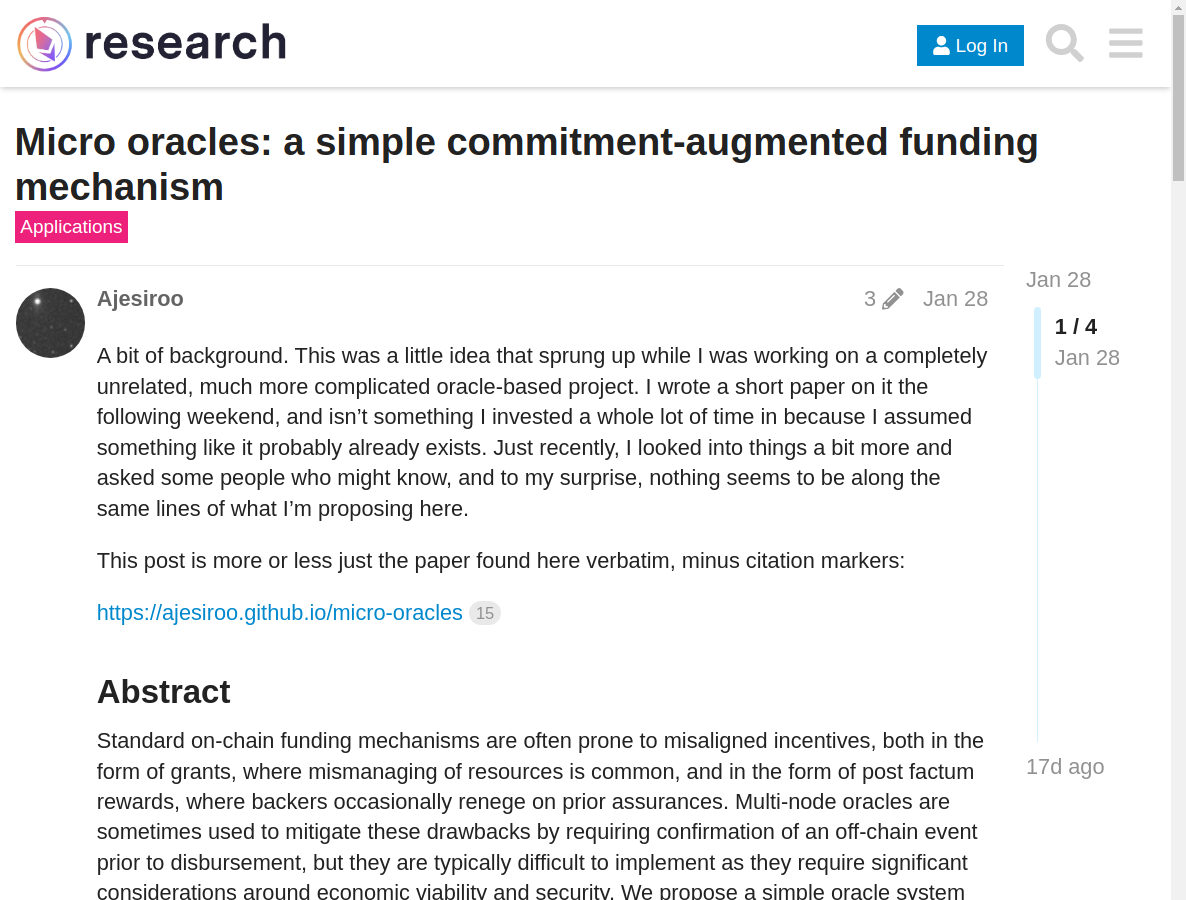 research
Log In
Micro oracles: a simple commitment-augmented funding
mechanism
Applications
Ajesiroo
3
Jan 28
Jan 28
1 / 4
Jan 28
A bit of background. This was a little idea that sprung up while I was working on a completely
unrelated, much more complicated oracle-based project. I wrote a short paper on it the
following weekend, and isn’t something I invested a whole lot of time in because I assumed
something like it probably already exists. Just recently, I looked into things a bit more and
asked some people who might know, and to my surprise, nothing seems to be along the
same lines of what I’m proposing here.
This post is more or less just the paper found here verbatim, minus citation markers:
https://ajesiroo.github.io/micro-oracles 15
Abstract
Standard on-chain funding mechanisms are often prone to misaligned incentives, both in the
form of grants, where mismanaging of resources is common, and in the form of post factum
rewards, where backers occasionally renege on prior assurances. Multi-node oracles are
sometimes used to mitigate these drawbacks by requiring confirmation of an off-chain event
prior to disbursement, but they are typically difficult to implement as they require significant
considerations around economic viability and security. We propose a simple oracle system
17d ago